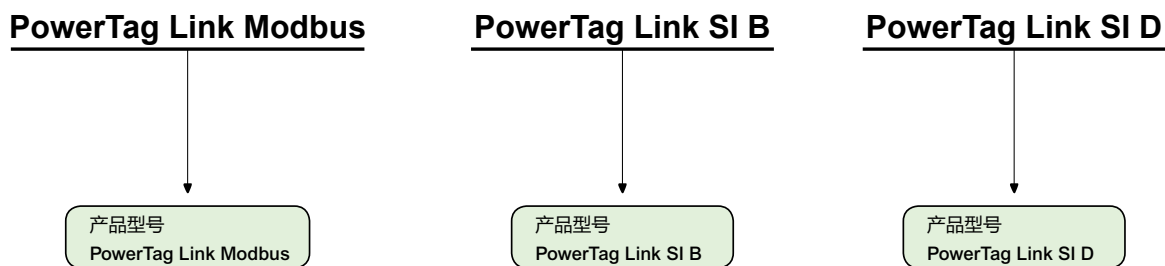 PowerTag Link Modbus
PowerTag Link SI B
PowerTag Link SI D
产品型号
PowerTag Link Modbus
产品型号
PowerTag Link SI B
产品型号
PowerTag Link SI D